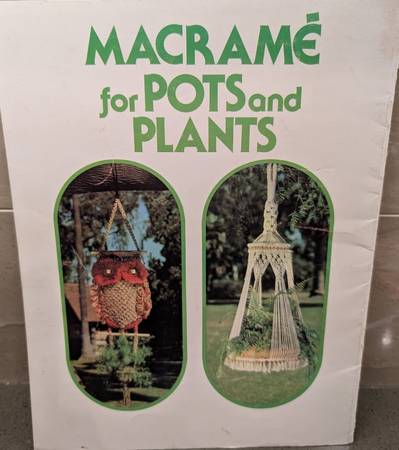 MACRAMÉ
for POTS and
PLANTS